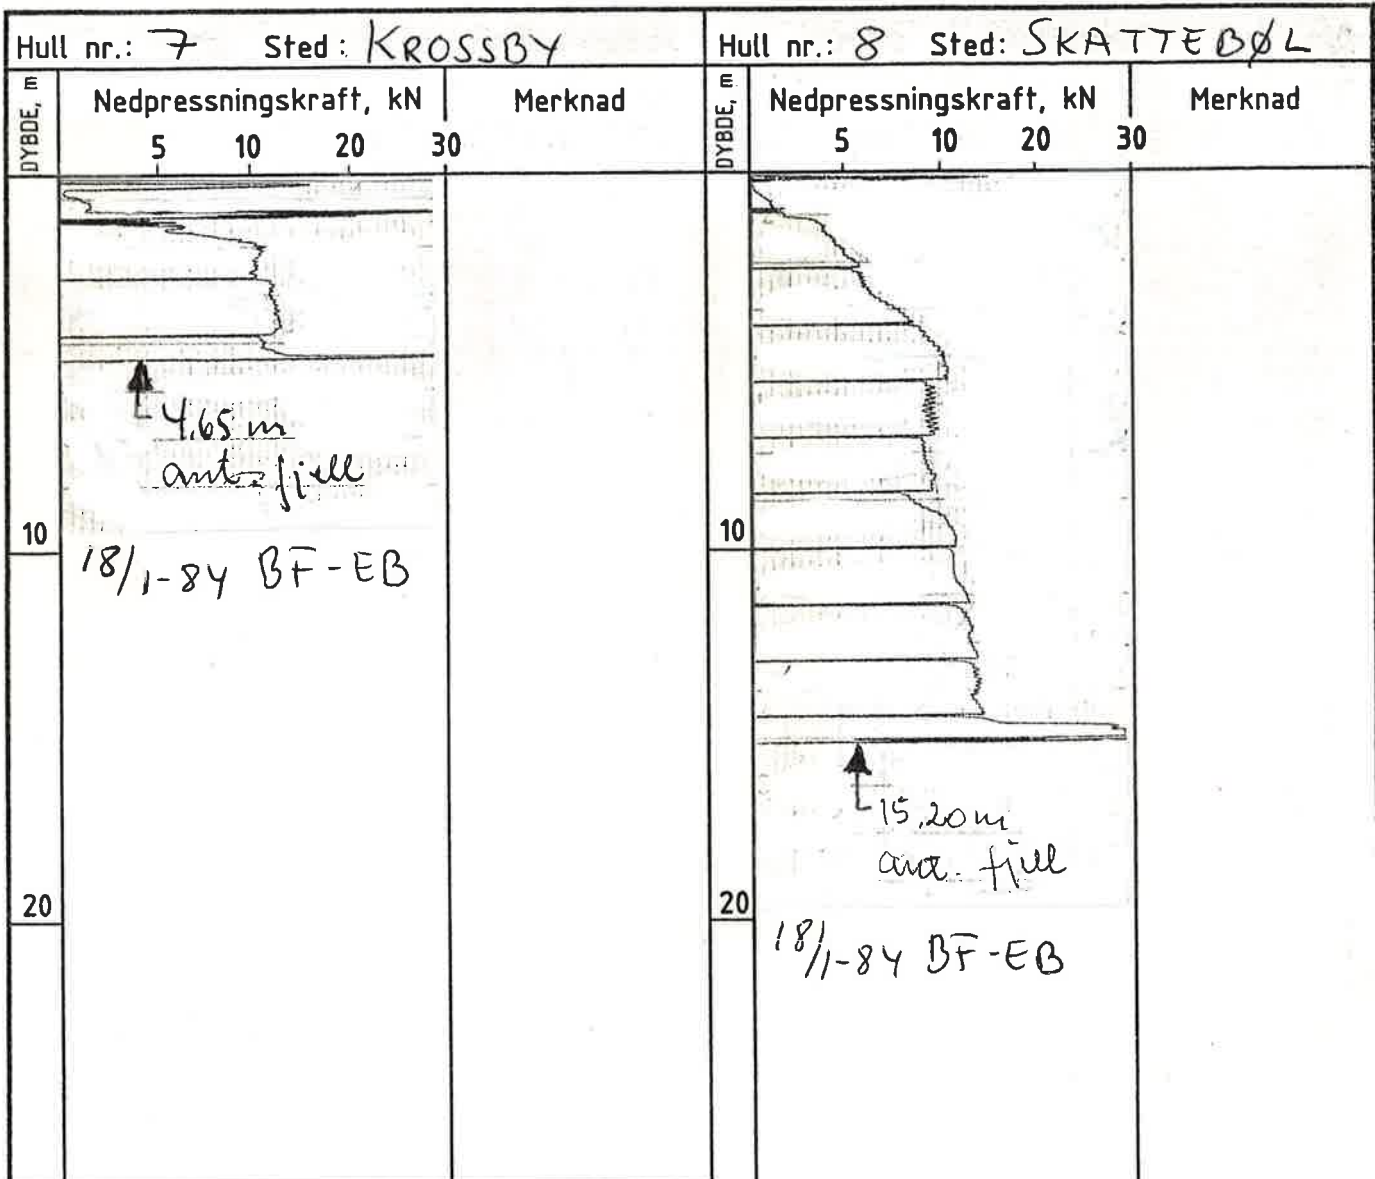 Hull nr.: 7 Sted: KROSSBY
DYBDE, m
Nedpressningskraft, kN Merknad
5 10 20 30
4,65 m
ant. fjell
10
18/1-84 BF-EB
20
Hull nr.: 8 Sted: SKATTEBØL
DYBDE, m
Nedpressningskraft, kN Merknad
5 10 20 30
10
15,20m
ant. fjell
20
18/1-84 BF-EB